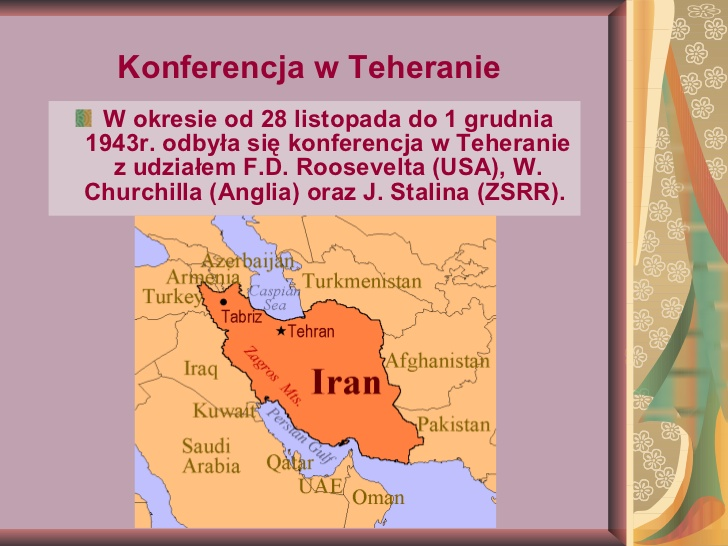 Konferencja w Teheranie
W okresie od 28 listopada do 1 grudnia
1943r. odbyła się konferencja w Teheranie
z udziałem F.D. Roosevelta (USA), W.
Churchilla (Anglia) oraz J. Stalina (ZSRR).
Azerbaijan
Armenia
Turkey
Caspian
Sea
Turkmenistan
Tabriz
Tehran
Iraq
Zagros Mts.
Iran
Afghanistan
Kuwait
Persian Gulf
Pakistan
Saudi
Arabia
Qatar
UAE
Oman